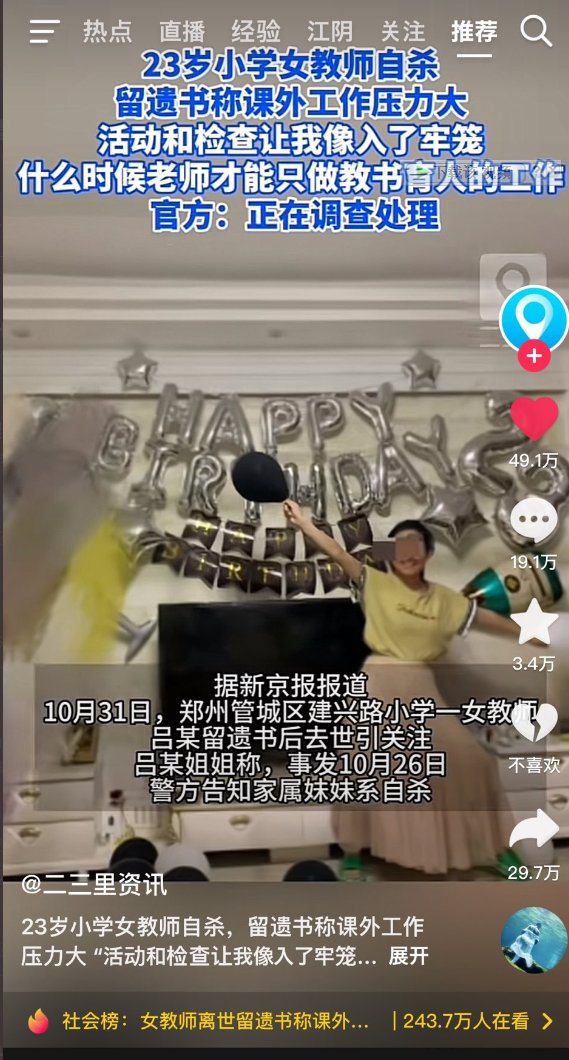 热点 直播 经验 江阴 关注 推荐
23岁小学女教师自杀
留遗书称课外工作压力大
活动和检查让我像入了牢笼
什么时候老师才能只做教书育人的工作
官方：正在调查处理
HAPPY
BIRTHDAY
HAPPY
BIRTHDAY
49.1万
19.1万
3.4万
不喜欢
29.7万
据新京报报道
10月31日，郑州管城区建兴路小学一女教师
吕某留遗书后去世引关注
吕某姐姐称，事发10月26日
警方告知家属妹妹系自杀
@二三里资讯
23岁小学女教师自杀，留遗书称课外工作
压力大 “活动和检查让我像入了牢笼... 展开
社会榜：女教师离世留遗书称课外... | 243.7万人在看